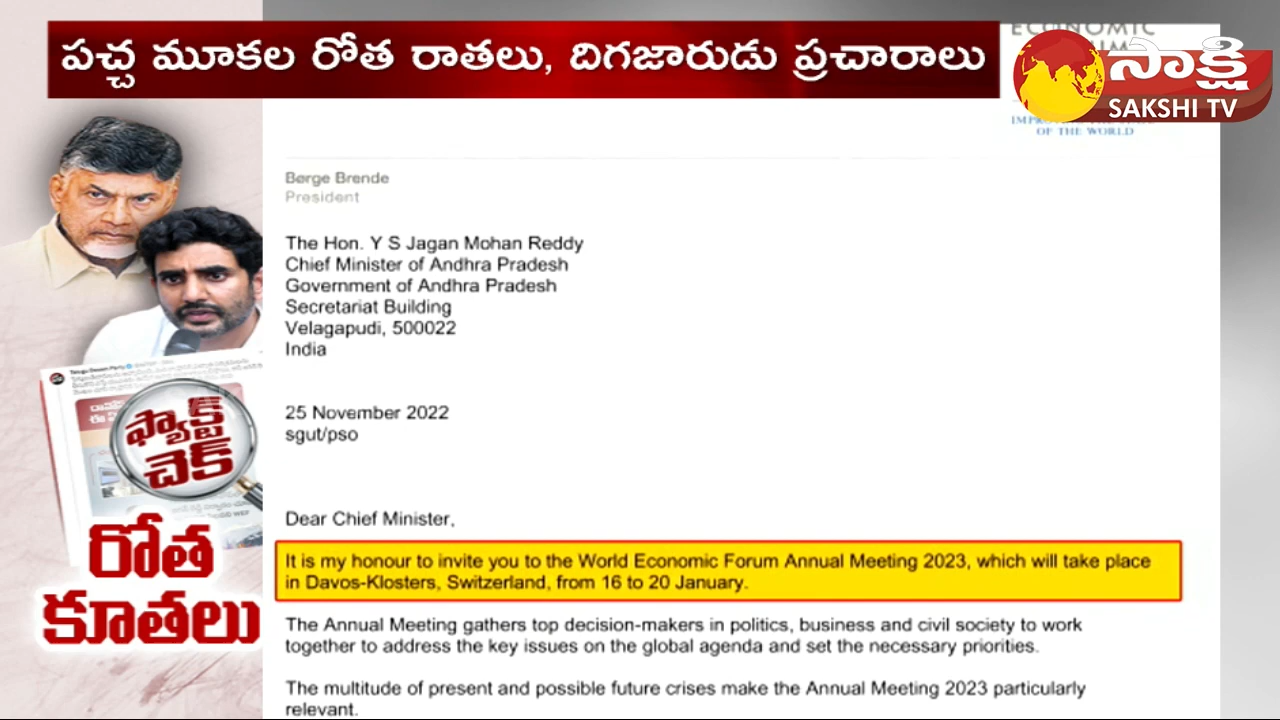 పచ్చ మూకల రోత రాతలు, దిగజారుడు ప్రచారాలు
ECONOMIC
సాక్షి
SAKSHI TV
OF THE WORLD
Børge Brende
President
The Hon. Y S Jagan Mohan Reddy
Chief Minister of Andhra Pradesh
Government of Andhra Pradesh
Secretariat Building
Velagapudi, 500022
India
25 November 2022
sgut/pso
Dear Chief Minister,
It is my honour to invite you to the World Economic Forum Annual Meeting 2023, which will take place
in Davos-Klosters, Switzerland, from 16 to 20 January.
The Annual Meeting gathers top decision-makers in politics, business and civil society to work
together to address the key issues on the global agenda and set the necessary priorities.
The multitude of present and possible future crises make the Annual Meeting 2023 particularly
relevant.
Telugu Desam Party
ఫ్యాక్ట్
చెక్
రోత
కూతలు